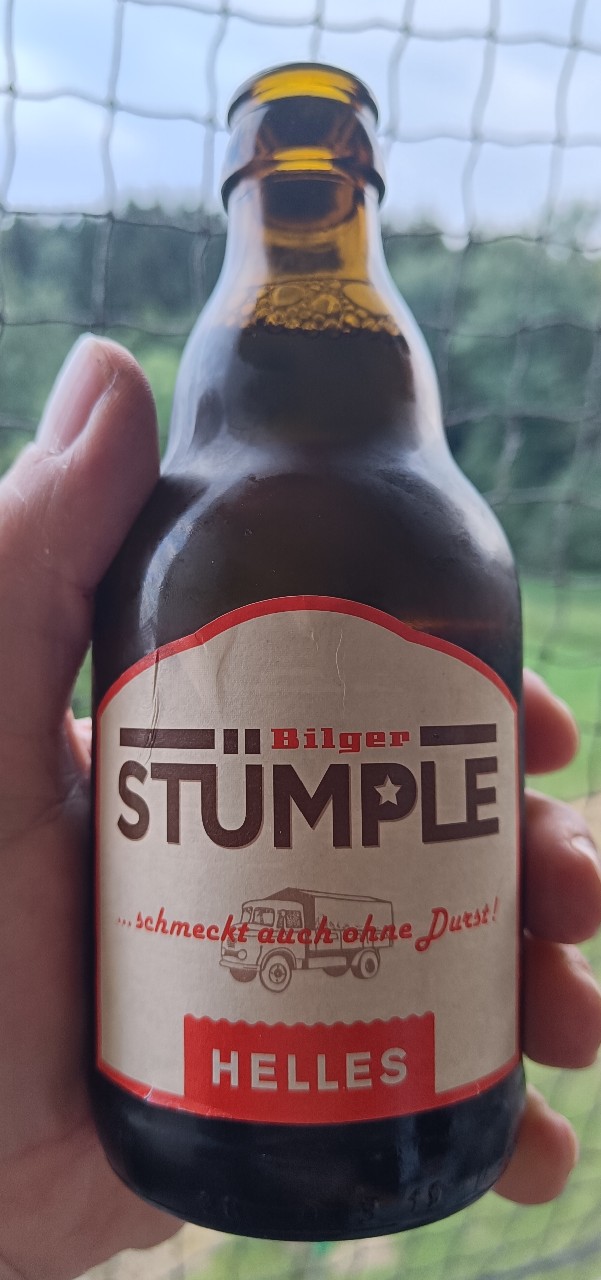 Bilger
STÜMPLE
...schmeckt auch ohne Durst!
HELLES